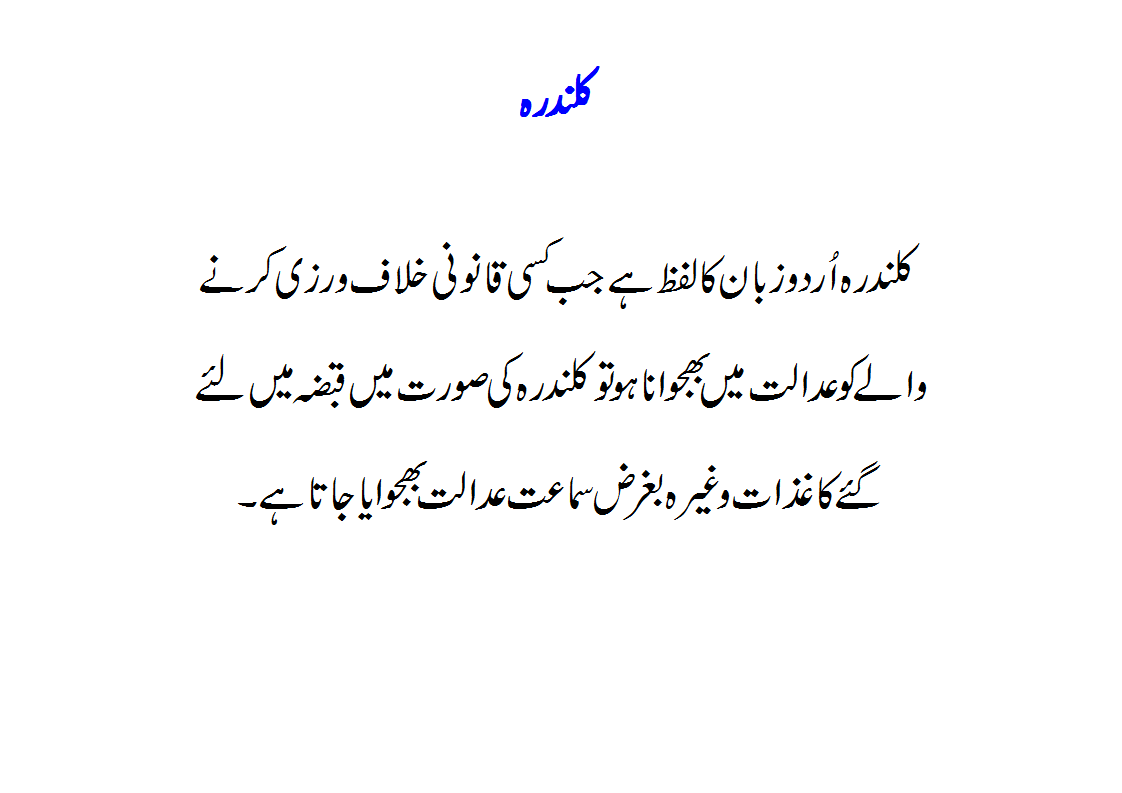 کلندرہ
کلندرہ اُردو زبان کا لفظ ہے جب کسی قانونی خلاف ورزی کرنے
والے کو عدالت میں بھجوانا ہو تو کلندرہ کی صورت میں قبضہ میں لئے
گئے کاغذات وغیرہ بغرض سماعت عدالت بھجوایا جاتا ہے۔